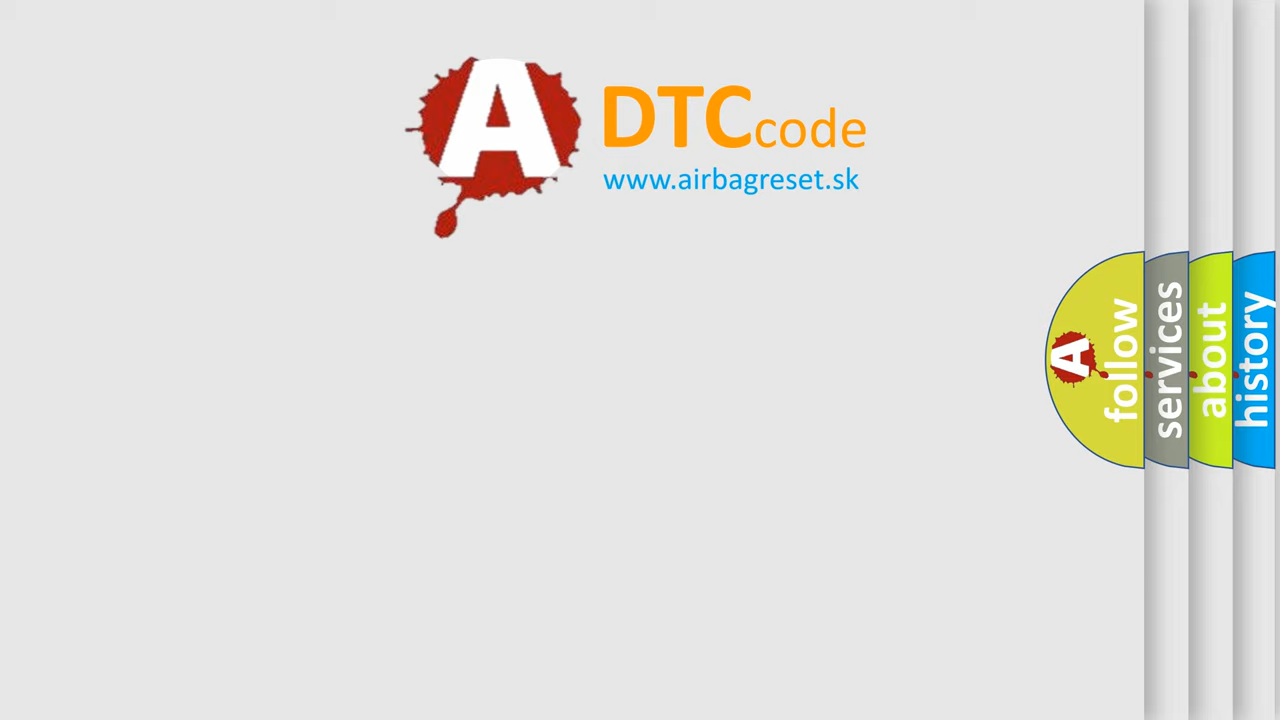 A
DTCcode
www.airbagreset.sk
A
follow
services
about
history